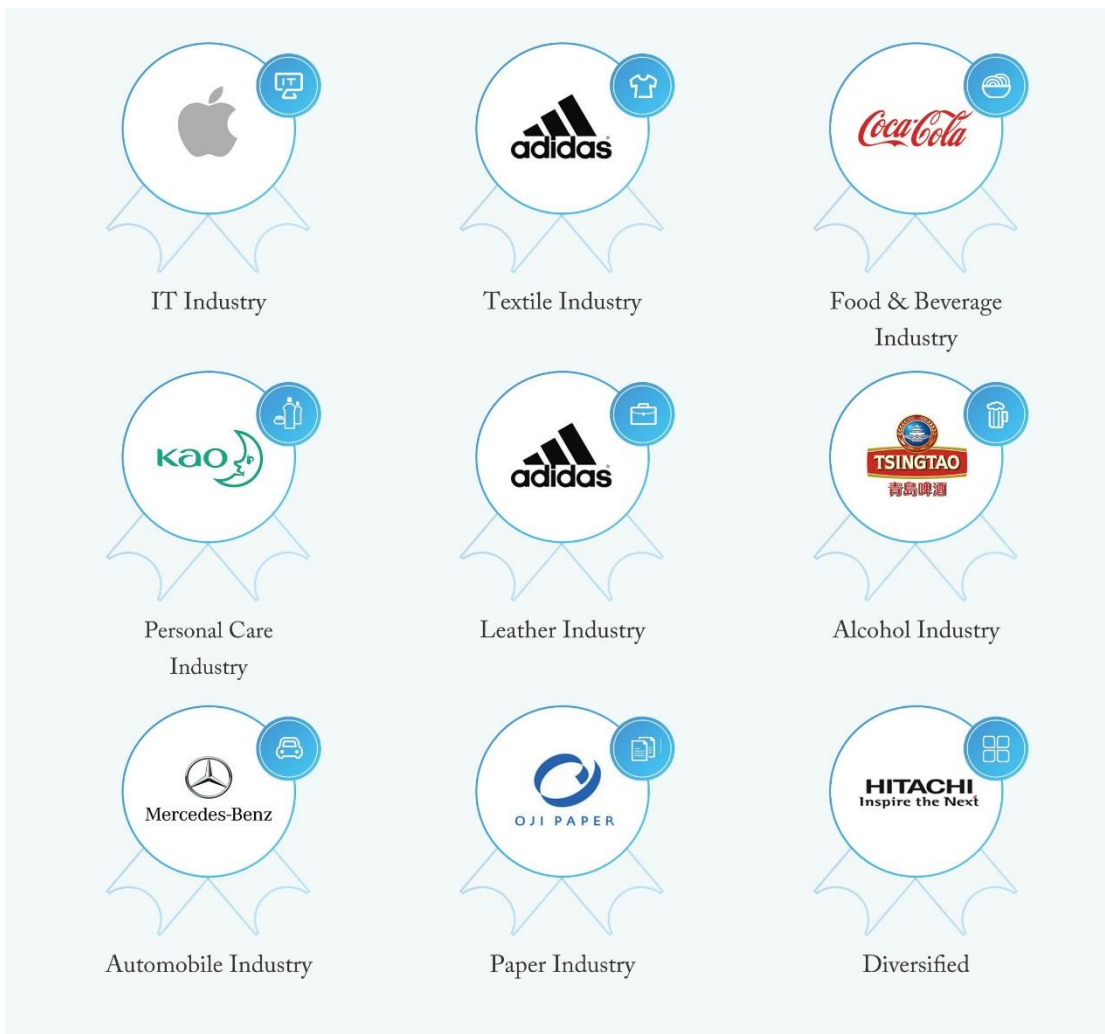 IT
adidas
Coca-Cola
IT Industry
Textile Industry
Food & Beverage
Industry
Kao
adidas
TSINGTAO
青島啤酒
Personal Care
Industry
Leather Industry
Alcohol Industry
Mercedes-Benz
OJI PAPER
HITACHI
Inspire the Next
Automobile Industry
Paper Industry
Diversified